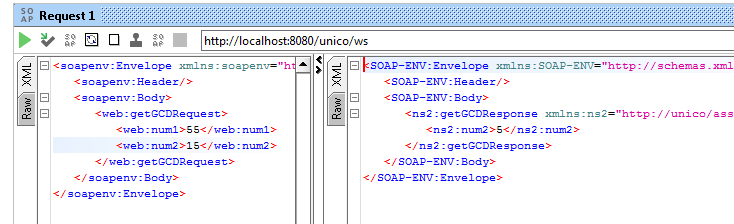 SOAP Request 1
SOAP SOAP http://localhost:8080/unico/ws
XML
Raw
<soapenv:Envelope xmlns:soapenv="ht
<soapenv:Header/>
<soapenv:Body>
<web:getGCDRequest>
<web:num1>55</web:num1>
<web:num2>15</web:num2>
</web:getGCDRequest>
</soapenv:Body>
</soapenv:Envelope>
XML
Raw
<SOAP-ENV:Envelope xmlns:SOAP-ENV="http://schemas.xml
<SOAP-ENV:Header/>
<SOAP-ENV:Body>
<ns2:getGCDResponse xmlns:ns2="http://unico/ass
<ns2:num2>5</ns2:num2>
</ns2:getGCDResponse>
</SOAP-ENV:Body>
</SOAP-ENV:Envelope>